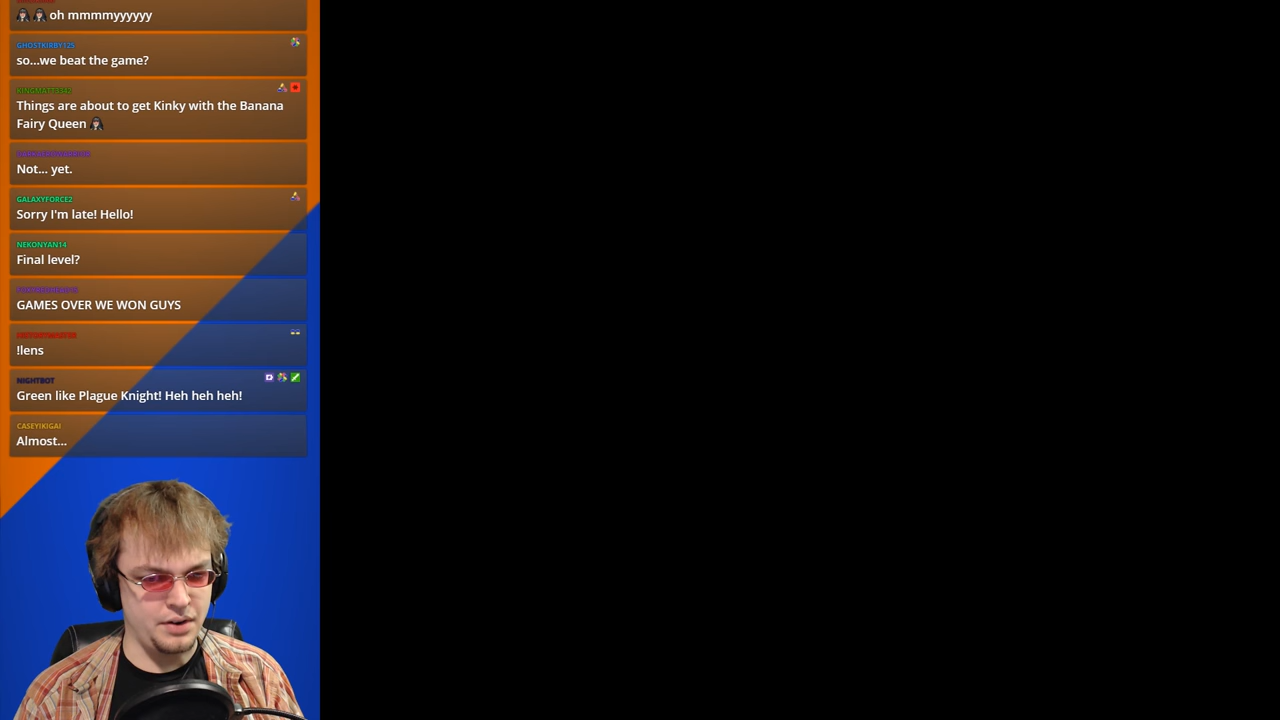 oh mmmmyyyyy
GHOSTKIRBY125
so...we beat the game?
Things are about to get Kinky with the Banana
Fairy Queen
Not... yet.
GALAXYFORCE2
Sorry I'm late! Hello!
NEKONYAN14
Final level?
GAMES OVER WE WON GUYS
!lens
NIGHTBOT
Green like Plague Knight! Heh heh heh!
CASEYIKIGAI
Almost...